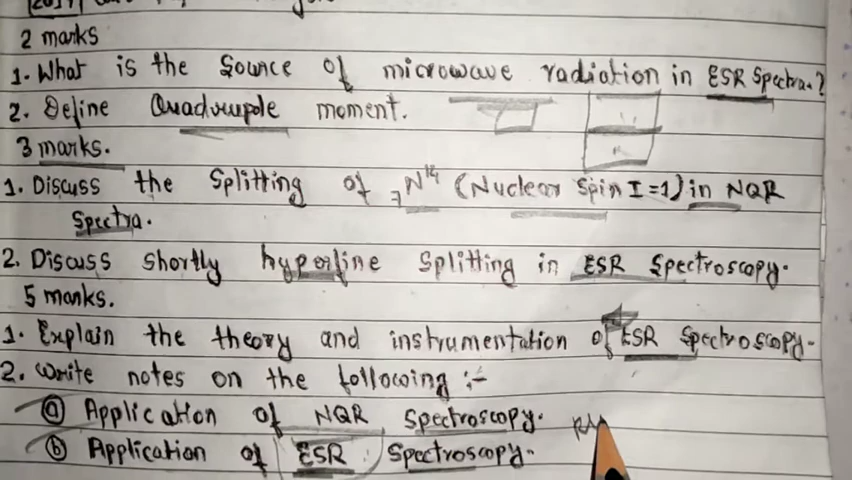 2 marks
1. What is the Source of microwave radiation in ESR Spectra.?
2. Define Quadrupole moment.
3 marks.
1. Discuss the Splitting of ₇N¹⁴ (Nuclear Spin I=1) in NQR
Spectra.
2. Discuss shortly hyperfine Splitting in ESR Spectroscopy.
5 marks.
1. Explain the theory and instrumentation of ESR Spectroscopy.
2. Write notes on the following :-
ⓐ Application of NQR Spectroscopy.
ⓑ Application of ESR Spectroscopy.